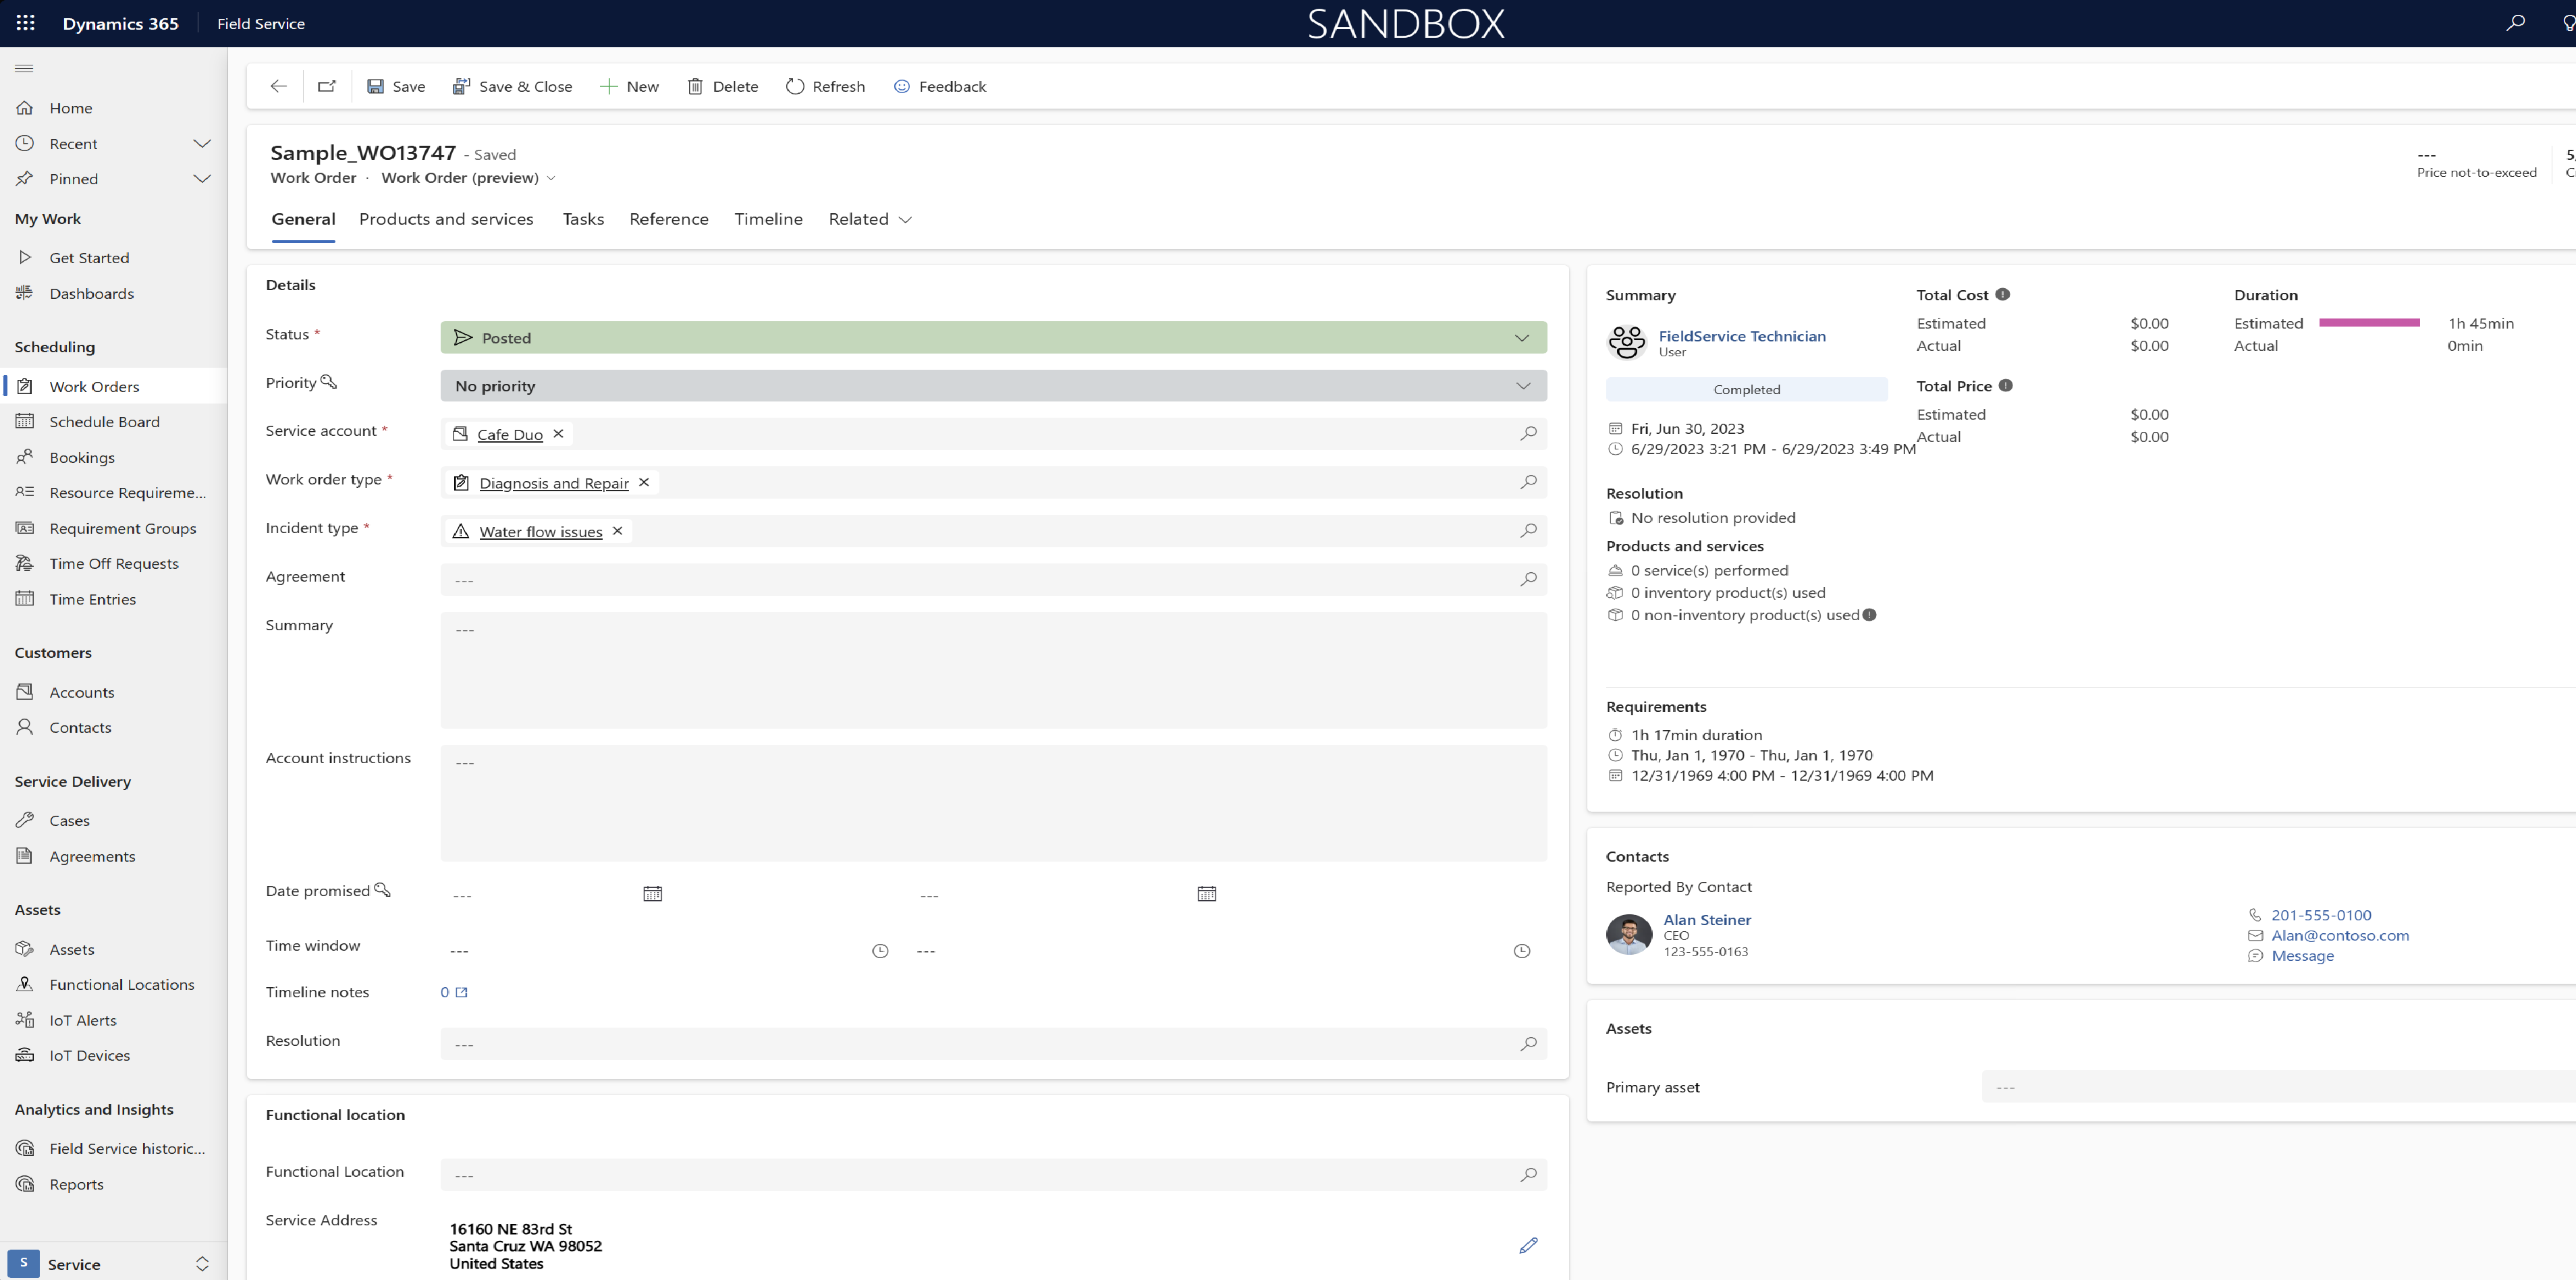 Dynamics 365 Field Service SANDBOX
Home
Recent
Pinned
My Work
Get Started
Dashboards
Scheduling
Work Orders
Schedule Board
Bookings
Resource Requireme...
Requirement Groups
Time Off Requests
Time Entries
Customers
Accounts
Contacts
Service Delivery
Cases
Agreements
Assets
Assets
Functional Locations
IoT Alerts
IoT Devices
Analytics and Insights
Field Service historic...
Reports
S Service
Save Save & Close New Delete Refresh Feedback
Sample_WO13747 - Saved
Work Order · Work Order (preview)
---
Price not-to-exceed
General Products and services Tasks Reference Timeline Related
Details
Status * Posted
Priority No priority
Service account * Cafe Duo
Work order type * Diagnosis and Repair
Incident type * Water flow issues
Agreement ---
Summary ---
Account instructions ---
Date promised --- ---
Time window --- ---
Timeline notes 0
Resolution ---
Functional location
Functional Location ---
Service Address
16160 NE 83rd St
Santa Cruz WA 98052
United States
Summary
FieldService Technician
User
Completed
Fri, Jun 30, 2023
6/29/2023 3:21 PM - 6/29/2023 3:49 PM
Total Cost
Estimated $0.00
Actual $0.00
Total Price
Estimated $0.00
Actual $0.00
Duration
Estimated 1h 45min
Actual 0min
Resolution
No resolution provided
Products and services
0 service(s) performed
0 inventory product(s) used
0 non-inventory product(s) used
Requirements
1h 17min duration
Thu, Jan 1, 1970 - Thu, Jan 1, 1970
12/31/1969 4:00 PM - 12/31/1969 4:00 PM
Contacts
Reported By Contact
Alan Steiner
CEO
123-555-0163
201-555-0100
Alan@contoso.com
Message
Assets
Primary asset ---